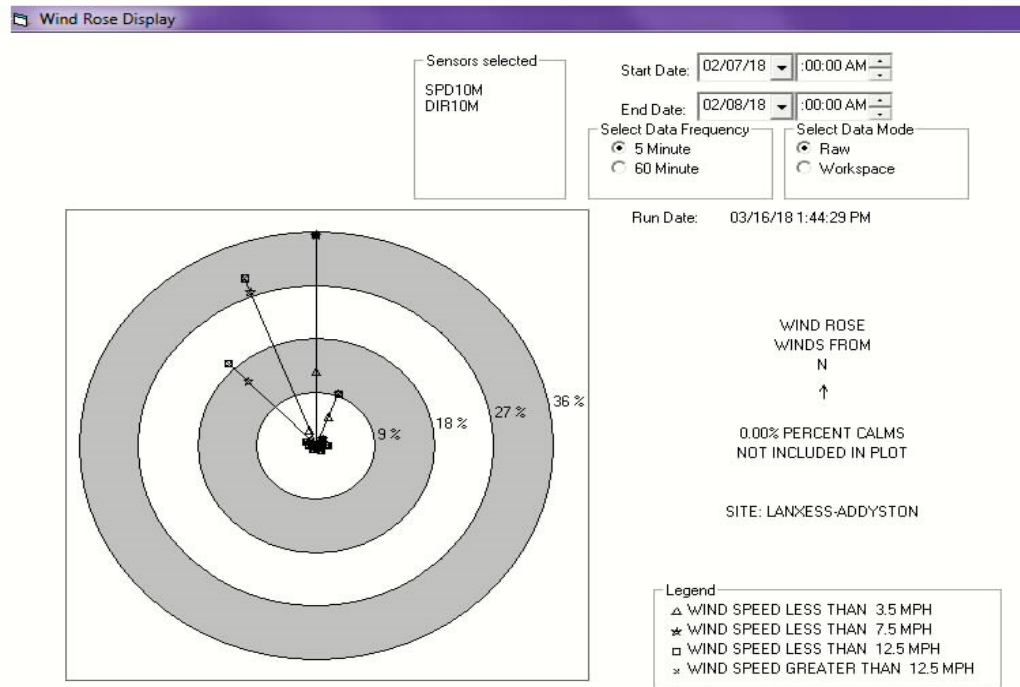 Wind Rose Display
Sensors selected
SPD10M
DIR10M
Start Date: 02/07/18 :00:00 AM
End Date: 02/08/18 :00:00 AM
Select Data Frequency
5 Minute
60 Minute
Select Data Mode
Raw
Workspace
Run Date: 03/16/18 1:44:29 PM
9 %
18 %
27 %
36 %
WIND ROSE
WINDS FROM
N
0.00% PERCENT CALMS
NOT INCLUDED IN PLOT
SITE: LANXESS-ADDYSTON
Legend
WIND SPEED LESS THAN 3.5 MPH
WIND SPEED LESS THAN 7.5 MPH
WIND SPEED LESS THAN 12.5 MPH
WIND SPEED GREATER THAN 12.5 MPH